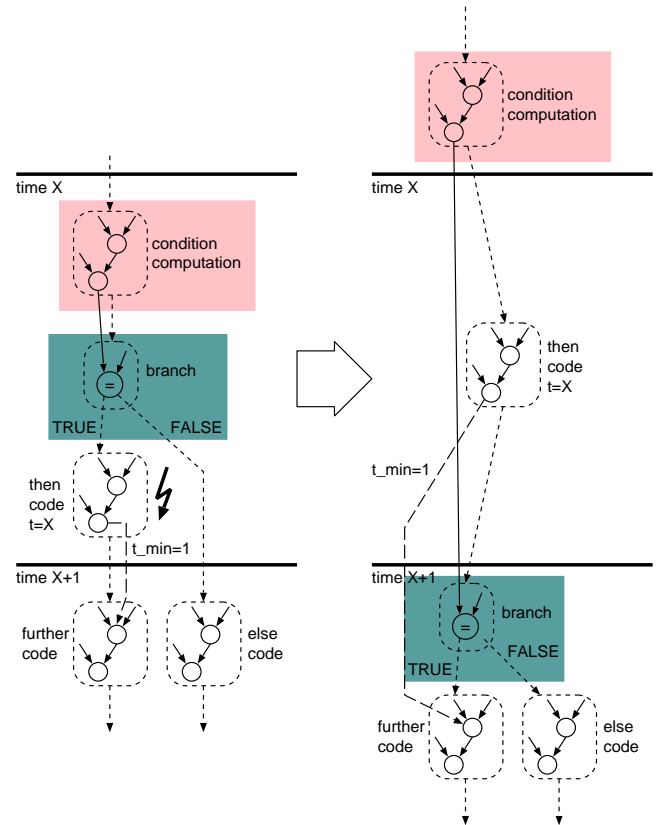 time X
condition
computation
branch
=
TRUE
FALSE
then
code
t=X
t_min=1
time X+1
further
code
else
code
condition
computation
time X
then
code
t=X
t_min=1
time X+1
branch
=
TRUE
FALSE
further
code
else
code